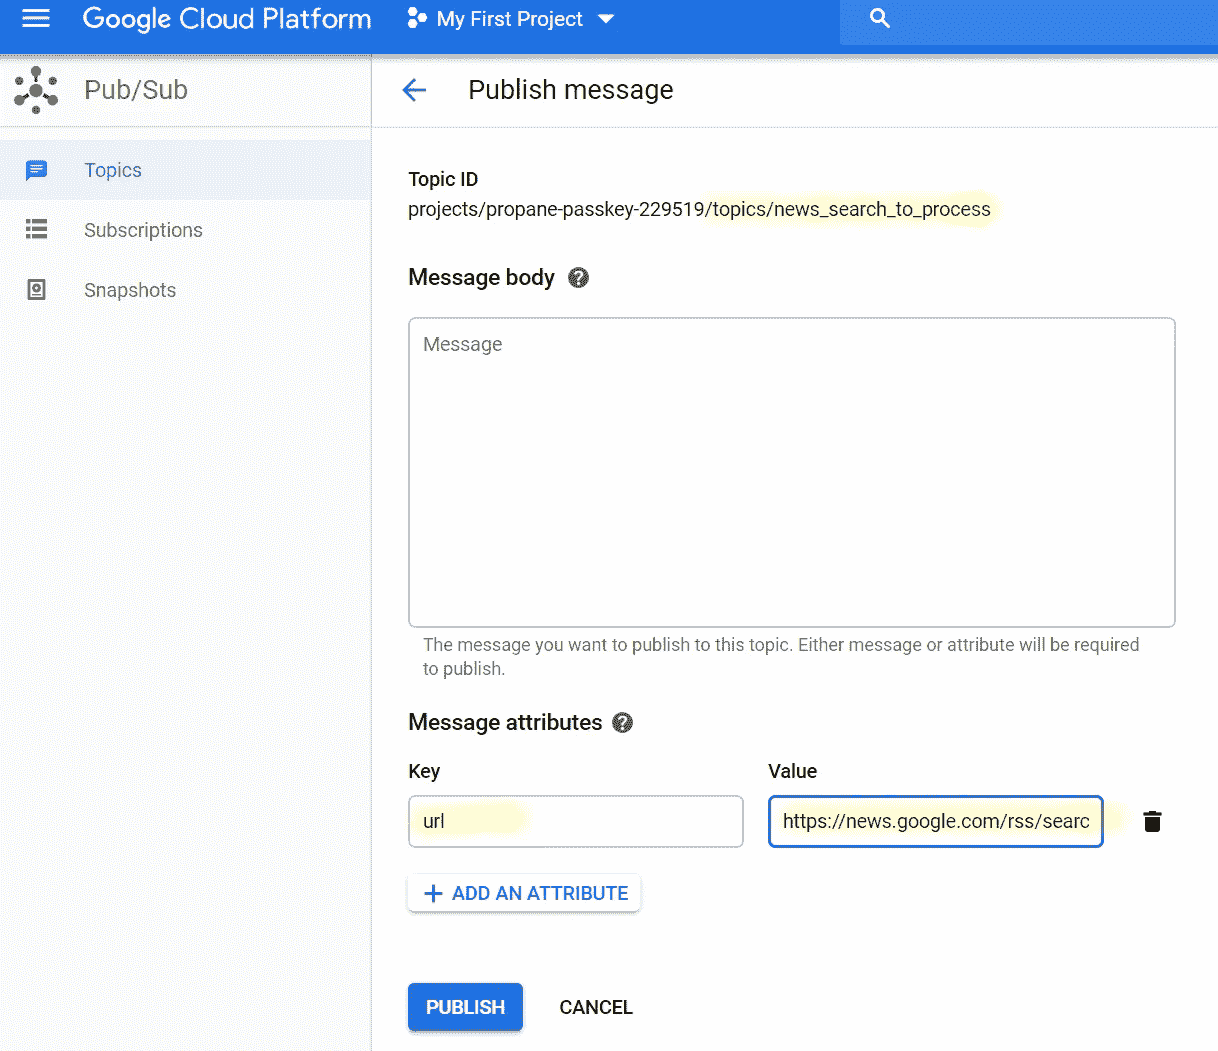 Google Cloud Platform
My First Project
Pub/Sub
Publish message
Topics
Subscriptions
Snapshots
Topic ID
projects/propane-passkey-229519/topics/news_search_to_process
Message body
Message
The message you want to publish to this topic. Either message or attribute will be required
to publish.
Message attributes
Key
Value
url
https://news.google.com/rss/searc
ADD AN ATTRIBUTE
PUBLISH
CANCEL